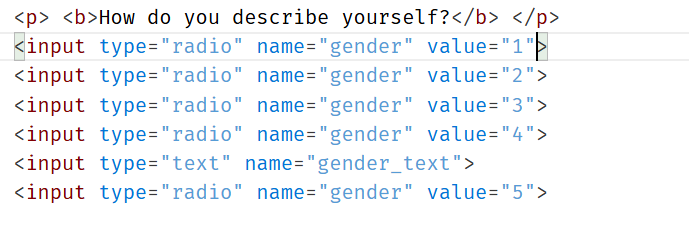 <p> <b>How do you describe yourself?</b> </p>
<input type="radio" name="gender" value="1">
<input type="radio" name="gender" value="2">
<input type="radio" name="gender" value="3">
<input type="radio" name="gender" value="4">
<input type="text" name="gender_text">
<input type="radio" name="gender" value="5">